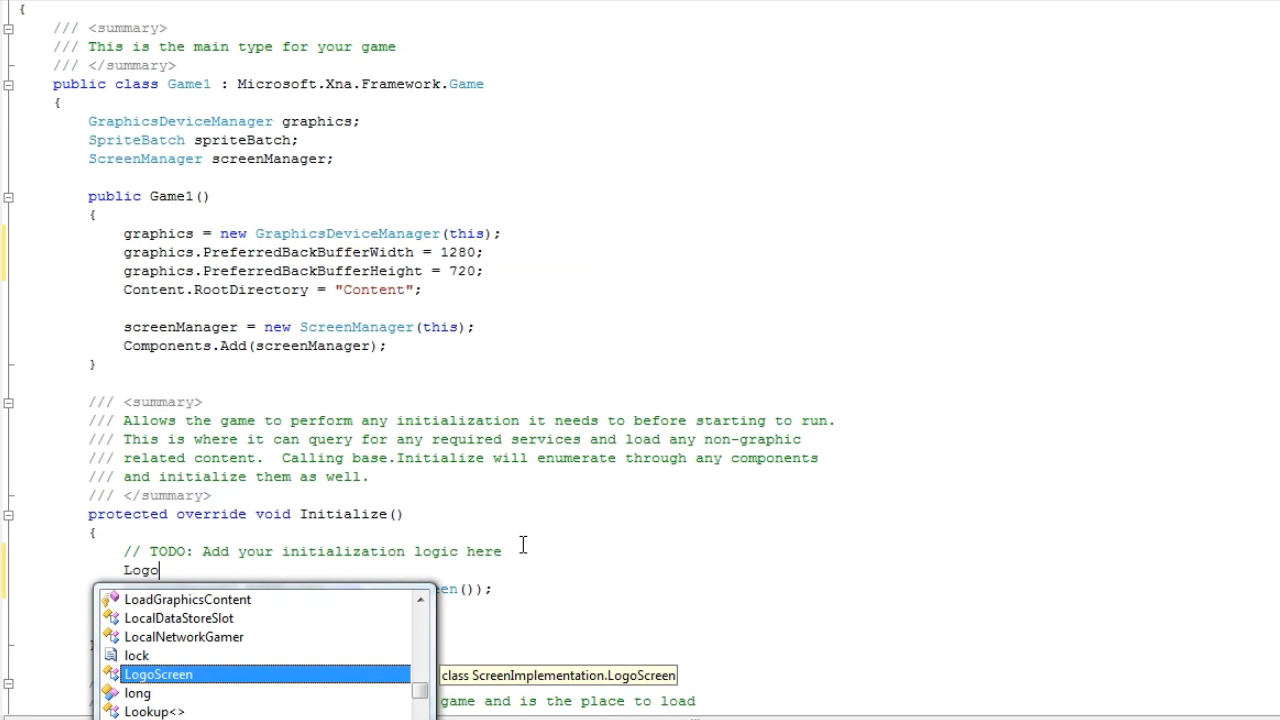 {
/// <summary>
/// This is the main type for your game
/// </summary>
public class Game1 : Microsoft.Xna.Framework.Game
{
GraphicsDeviceManager graphics;
SpriteBatch spriteBatch;
ScreenManager screenManager;
public Game1()
{
graphics = new GraphicsDeviceManager(this);
graphics.PreferredBackBufferWidth = 1280;
graphics.PreferredBackBufferHeight = 720;
Content.RootDirectory = "Content";
screenManager = new ScreenManager(this);
Components.Add(screenManager);
}
/// <summary>
/// Allows the game to perform any initialization it needs to before starting to run.
/// This is where it can query for any required services and load any non-graphic
/// related content.  Calling base.Initialize will enumerate through any components
/// and initialize them as well.
/// </summary>
protected override void Initialize()
{
// TODO: Add your initialization logic here
Logo
een());
LoadGraphicsContent
LocalDataStoreSlot
LocalNetworkGamer
lock
LogoScreen class ScreenImplementation.LogoScreen
long
game and is the place to load
Lookup<>